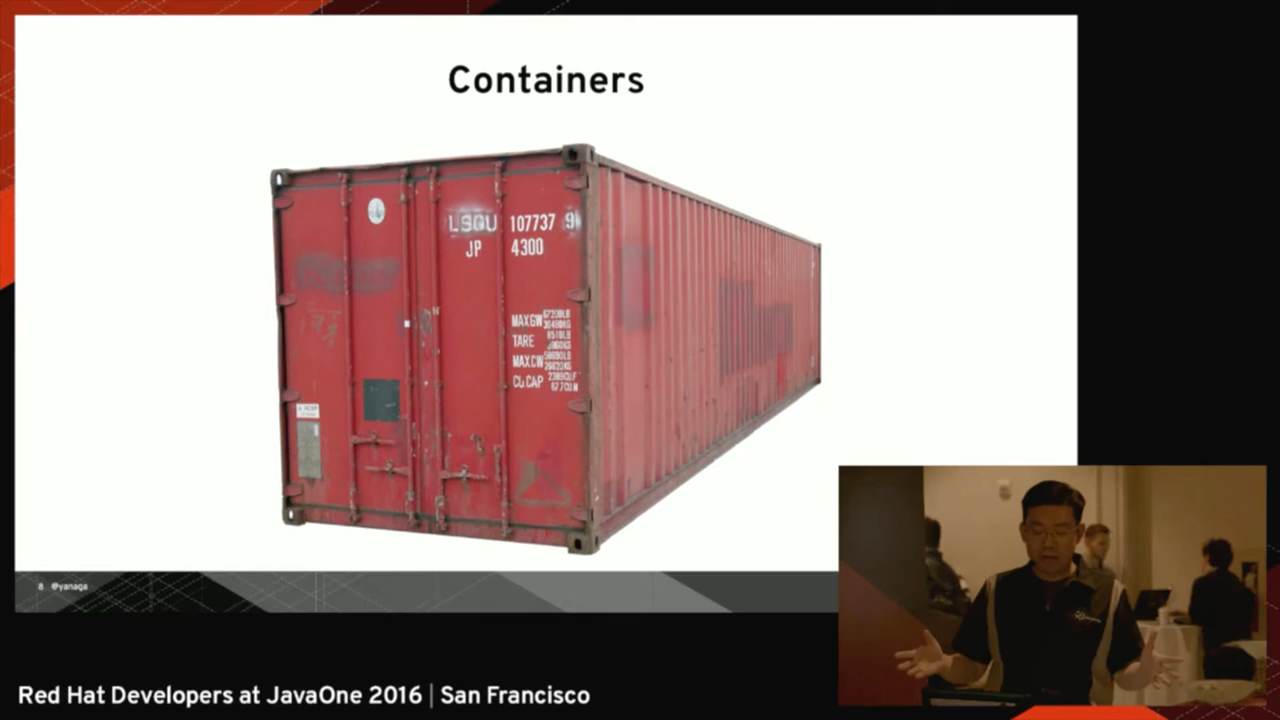 Containers
LSGU 107737 9
JP 4300
MAX.GW
TARE
MAX.CW
CU.CAP
8 @yanaga
Red Hat Developers at JavaOne 2016 | San Francisco